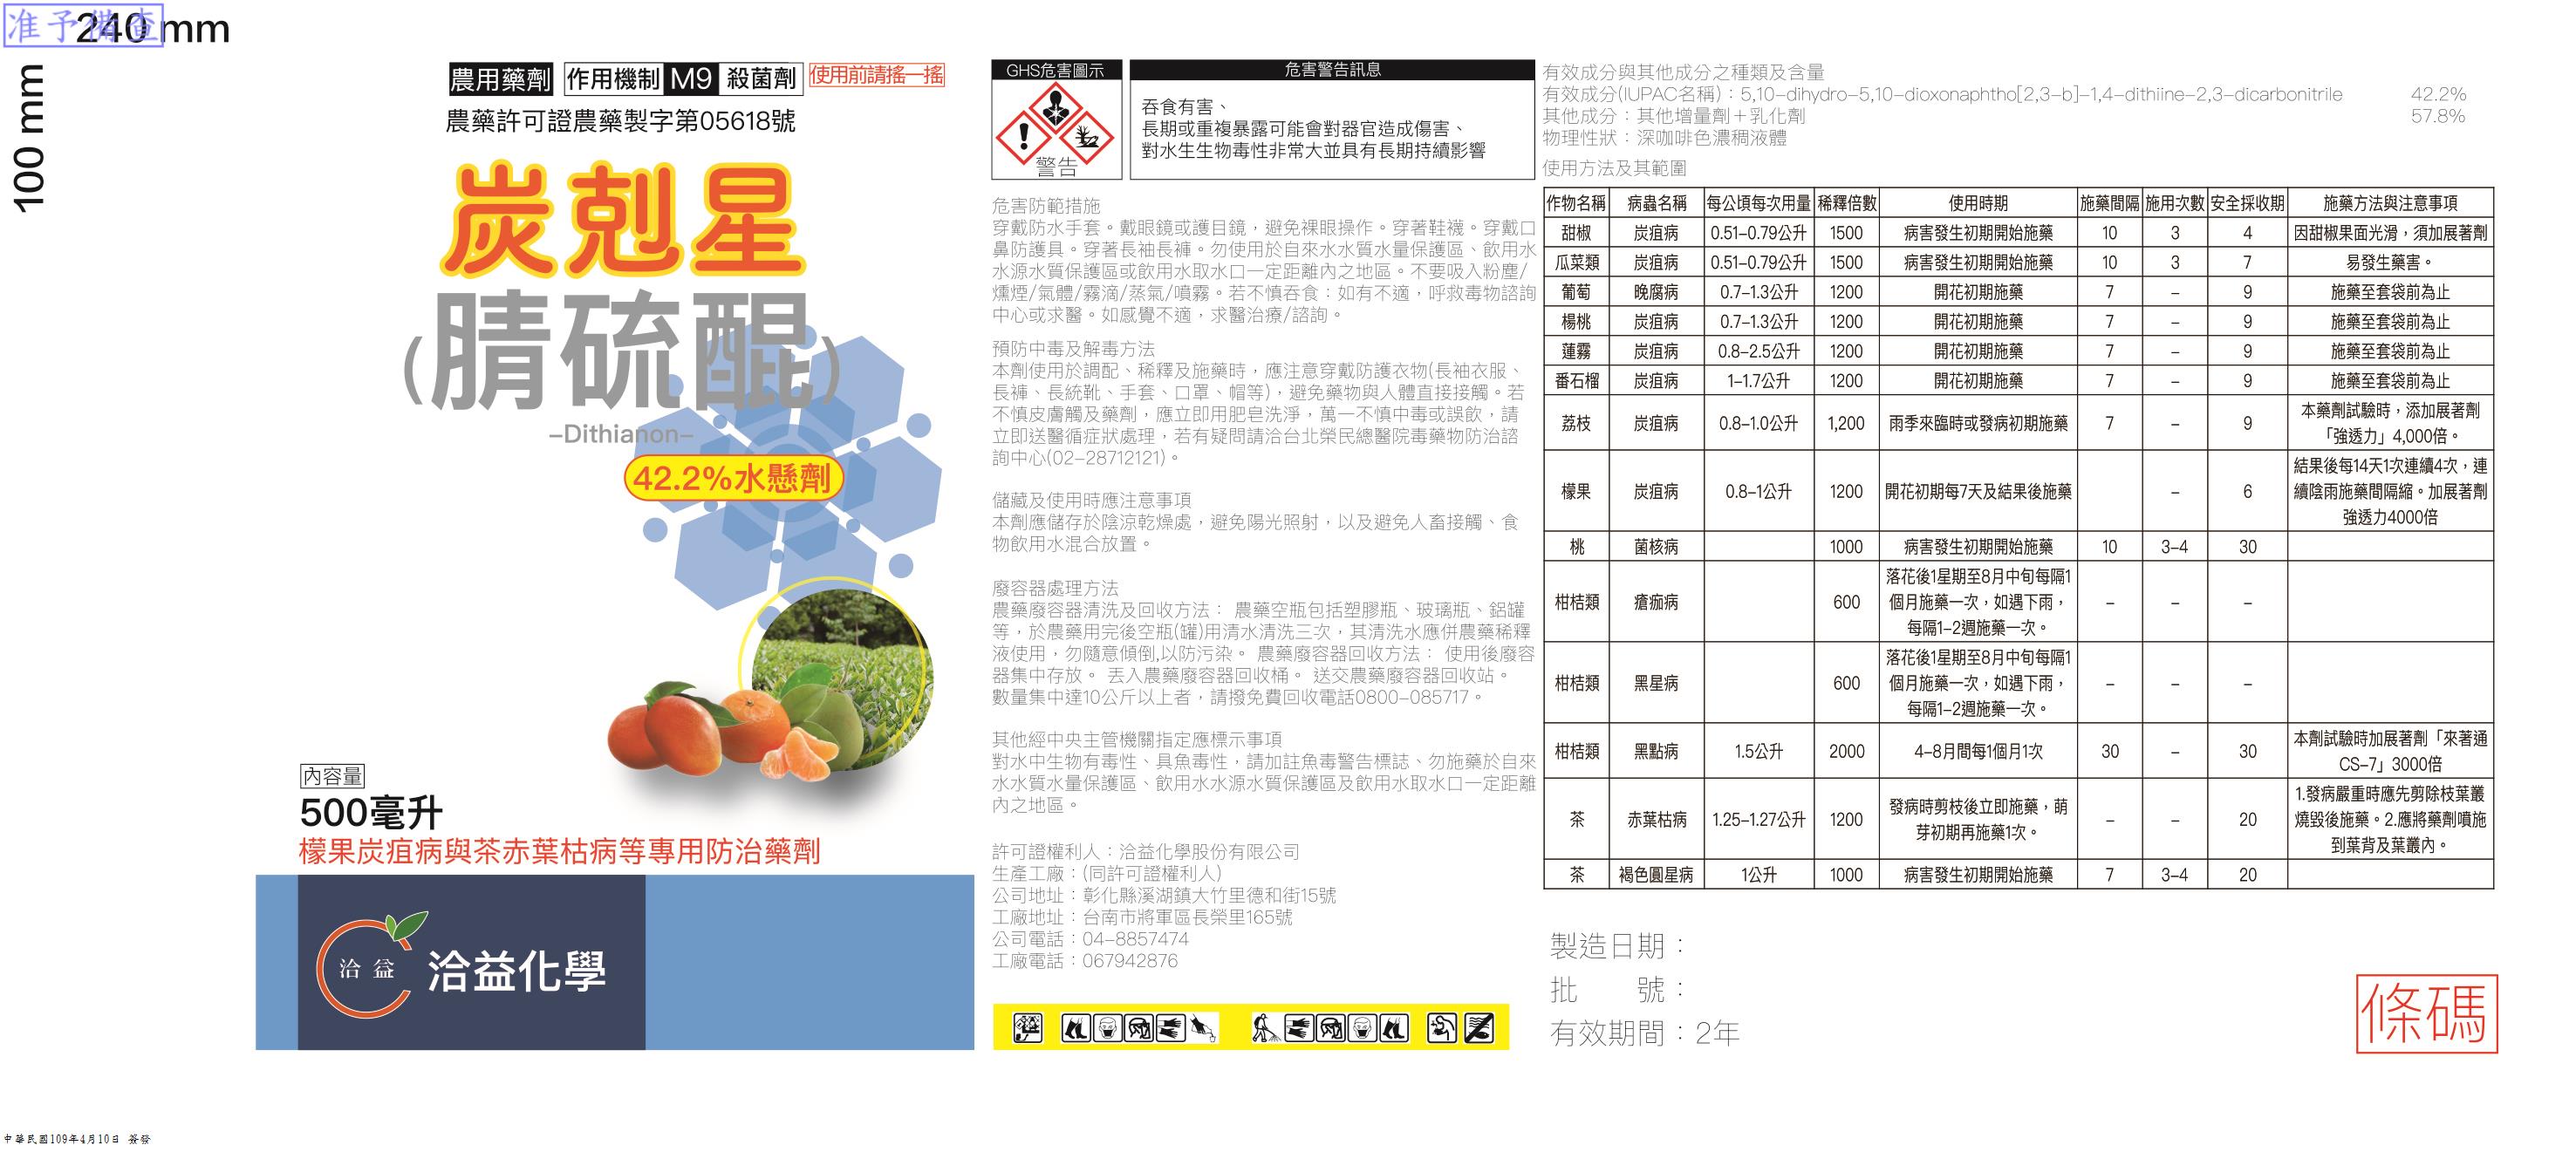 准予備查
240 mm
100 mm
農用藥劑 作用機制 M9 殺菌劑 使用前請搖一搖
農藥許可證農藥製字第05618號
炭剋星
(腈硫醌)
–Dithianon–
42.2%水懸劑
內容量
500毫升
檬果炭疽病與茶赤葉枯病等專用防治藥劑
洽益 洽益化學
GHS危害圖示
警告
危害警告訊息
吞食有害、
長期或重複暴露可能會對器官造成傷害、
對水生生物毒性非常大並具有長期持續影響
危害防範措施
穿戴防水手套。戴眼鏡或護目鏡，避免裸眼操作。穿著鞋襪。穿戴口
鼻防護具。穿著長袖長褲。勿使用於自來水水質水量保護區、飲用水
水源水質保護區或飲用水取水口一定距離內之地區。不要吸入粉塵/
燻煙/氣體/霧滴/蒸氣/噴霧。若不慎吞食：如有不適，呼救毒物諮詢
中心或求醫。如感覺不適，求醫治療/諮詢。
預防中毒及解毒方法
本劑使用於調配、稀釋及施藥時，應注意穿戴防護衣物(長袖衣服、
長褲、長統靴、手套、口罩、帽等)，避免藥物與人體直接接觸。若
不慎皮膚觸及藥劑，應立即用肥皂洗淨，萬一不慎中毒或誤飲，請
立即送醫循症狀處理，若有疑問請洽台北榮民總醫院毒藥物防治諮
詢中心(02–28712121)。
儲藏及使用時應注意事項
本劑應儲存於陰涼乾燥處，避免陽光照射，以及避免人畜接觸、食
物飲用水混合放置。
廢容器處理方法
農藥廢容器清洗及回收方法： 農藥空瓶包括塑膠瓶、玻璃瓶、鋁罐
等，於農藥用完後空瓶(罐)用清水清洗三次，其清洗水應併農藥稀釋
液使用，勿隨意傾倒,以防污染。 農藥廢容器回收方法： 使用後廢容
器集中存放。 丟入農藥廢容器回收桶。 送交農藥廢容器回收站。
數量集中達10公斤以上者，請撥免費回收電話0800–085717。
其他經中央主管機關指定應標示事項
對水中生物有毒性、具魚毒性，請加註魚毒警告標誌、勿施藥於自來
水水質水量保護區、飲用水水源水質保護區及飲用水取水口一定距離
內之地區。
許可證權利人：洽益化學股份有限公司
生產工廠：(同許可證權利人)
公司地址：彰化縣溪湖鎮大竹里德和街15號
工廠地址：台南市將軍區長榮里165號
公司電話：04–8857474
工廠電話：067942876
有效成分與其他成分之種類及含量
有效成分(IUPAC名稱)：5,10–dihydro–5,10–dioxonaphtho[2,3–b]–1,4–dithiine–2,3–dicarbonitrile 42.2%
其他成分：其他增量劑＋乳化劑 57.8%
物理性狀：深咖啡色濃稠液體
使用方法及其範圍
作物名稱 病蟲名稱 每公頃每次用量 稀釋倍數 使用時期 施藥間隔 施用次數 安全採收期 施藥方法與注意事項
甜椒 炭疽病 0.51–0.79公升 1500 病害發生初期開始施藥 10 3 4 因甜椒果面光滑，須加展著劑
瓜菜類 炭疽病 0.51–0.79公升 1500 病害發生初期開始施藥 10 3 7 易發生藥害。
葡萄 晚腐病 0.7–1.3公升 1200 開花初期施藥 7 – 9 施藥至套袋前為止
楊桃 炭疽病 0.7–1.3公升 1200 開花初期施藥 7 – 9 施藥至套袋前為止
蓮霧 炭疽病 0.8–2.5公升 1200 開花初期施藥 7 – 9 施藥至套袋前為止
番石榴 炭疽病 1–1.7公升 1200 開花初期施藥 7 – 9 施藥至套袋前為止
荔枝 炭疽病 0.8–1.0公升 1,200 雨季來臨時或發病初期施藥 7 – 9 本藥劑試驗時，添加展著劑
「強透力」4,000倍。
檬果 炭疽病 0.8–1公升 1200 開花初期每7天及結果後施藥 – 6 結果後每14天1次連續4次，連
續陰雨施藥間隔縮。加展著劑
強透力4000倍
桃 菌核病 1000 病害發生初期開始施藥 10 3–4 30
柑桔類 瘡痂病 600 落花後1星期至8月中旬每隔1
個月施藥一次，如遇下雨，
每隔1–2週施藥一次。 – – –
柑桔類 黑星病 600 落花後1星期至8月中旬每隔1
個月施藥一次，如遇下雨，
每隔1–2週施藥一次。 – – –
柑桔類 黑點病 1.5公升 2000 4–8月間每1個月1次 30 – 30 本劑試驗時加展著劑「來著通
CS–7」3000倍
茶 赤葉枯病 1.25–1.27公升 1200 發病時剪枝後立即施藥，萌
芽初期再施藥1次。 – – 20 1.發病嚴重時應先剪除枝葉叢
燒毀後施藥。2.應將藥劑噴施
到葉背及葉叢內。
茶 褐色圓星病 1公升 1000 病害發生初期開始施藥 7 3–4 20
製造日期：
批　　號：
有效期間：2年
條碼
中華民國109年4月10日 簽發